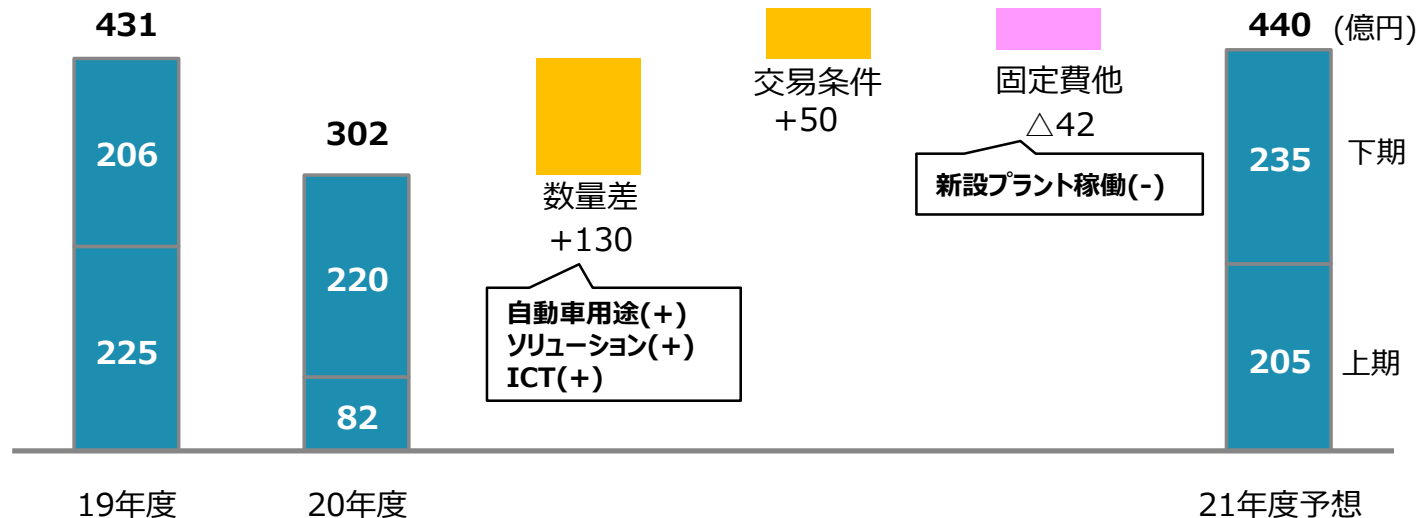 431
206
225
19年度
302
220
82
20年度
数量差
+130
自動車用途(+)
ソリューション(+)
ICT(+)
交易条件
+50
固定費他
△42
新設プラント稼働(-)
440 (億円)
235 下期
205 上期
21年度予想